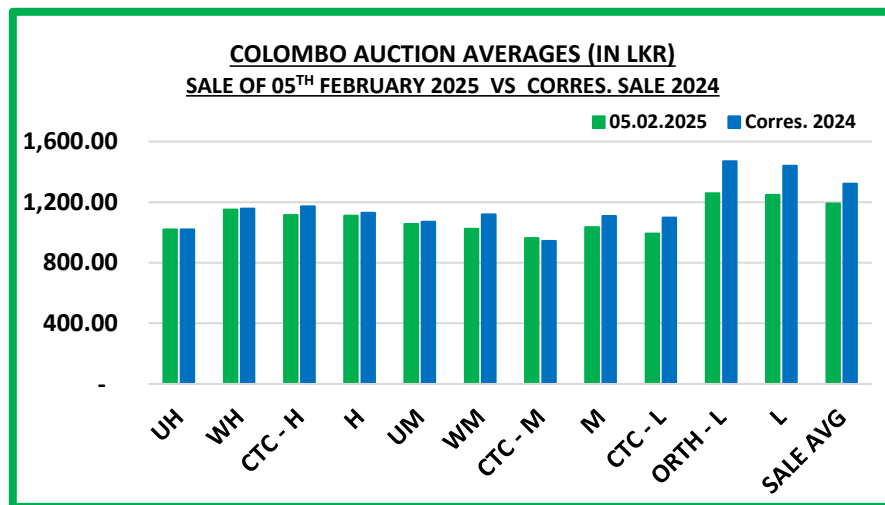 COLOMBO AUCTION AVERAGES (IN LKR)
SALE OF 05TH FEBRUARY 2025 VS CORRES. SALE 2024
05.02.2025 Corres. 2024
1,600.00
1,200.00
800.00
400.00
-
UH
WH
CTC - H
H
UM
WM
CTC - M
M
CTC - L
ORTH - L
L
SALE AVG